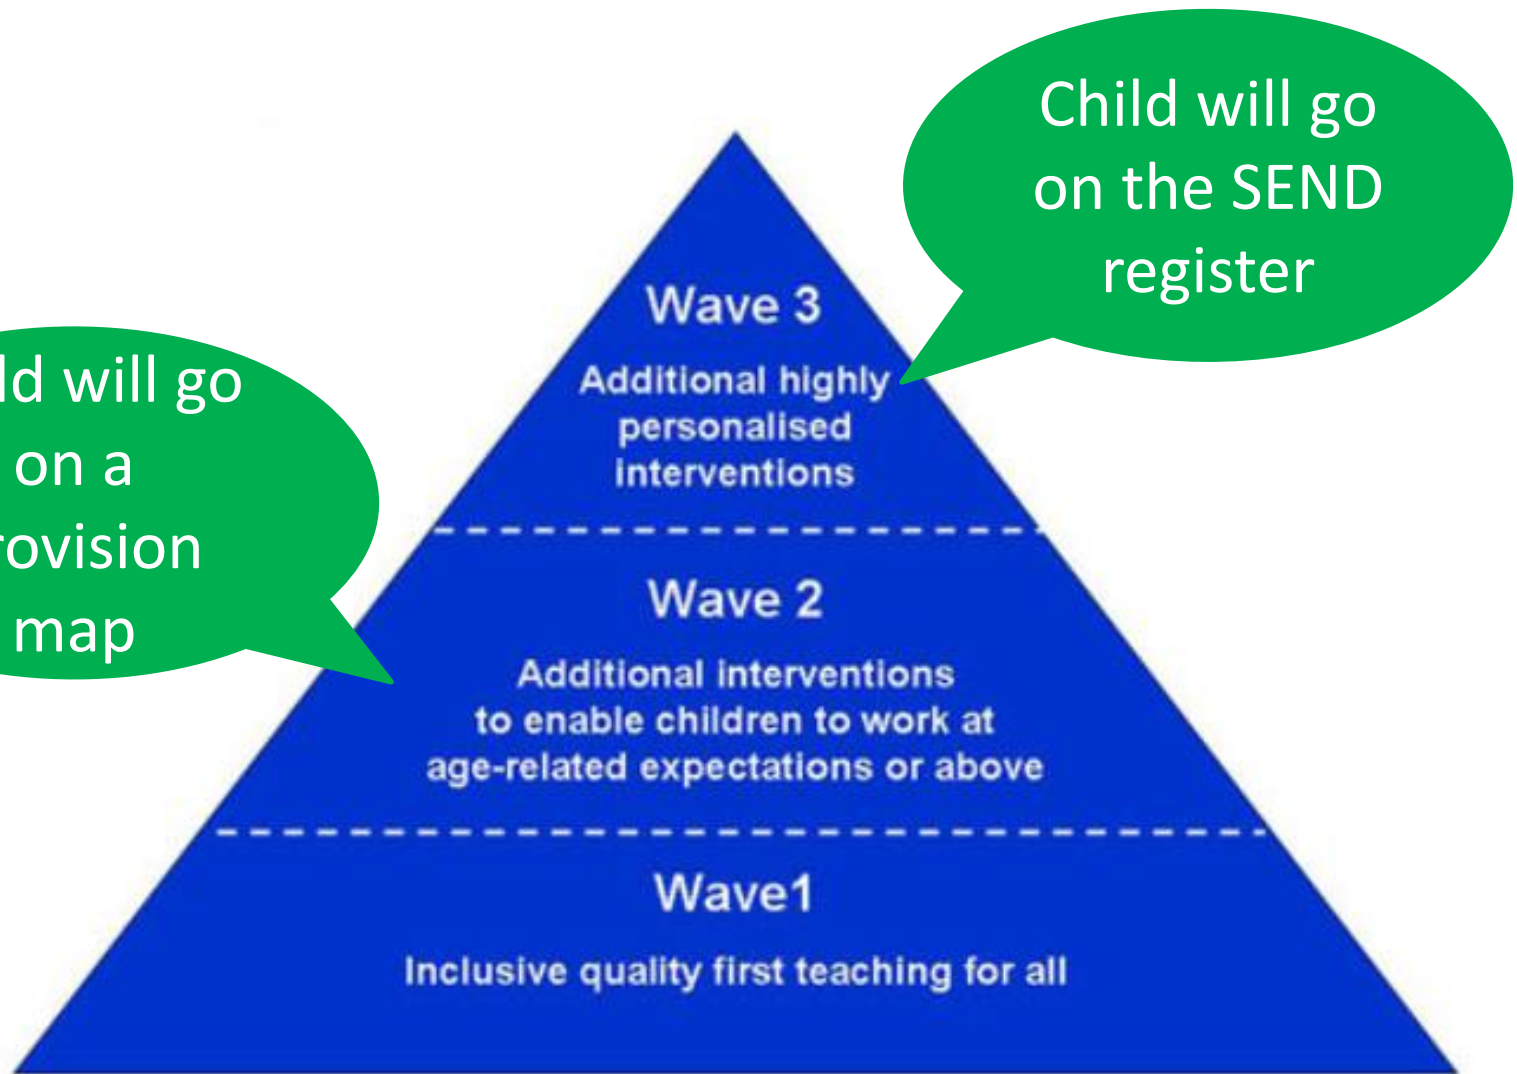 Child will go
on the SEND
register
Wave 3
Additional highly
personalised
interventions
ld will go
on a
rovision
map
Wave 2
Additional interventions
to enable children to work at
age-related expectations or above
Wave1
Inclusive quality first teaching for all